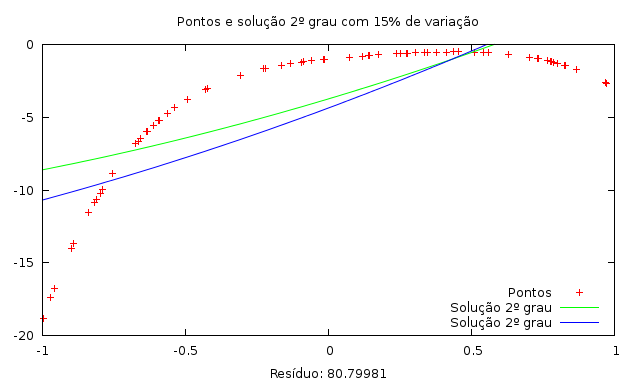 Pontos e solução 2º grau com 15% de variação
0
-5
-10
-15
-20
Pontos
Solução 2º grau
Solução 2º grau
-1
-0.5
0
0.5
1
Resíduo: 80.79981